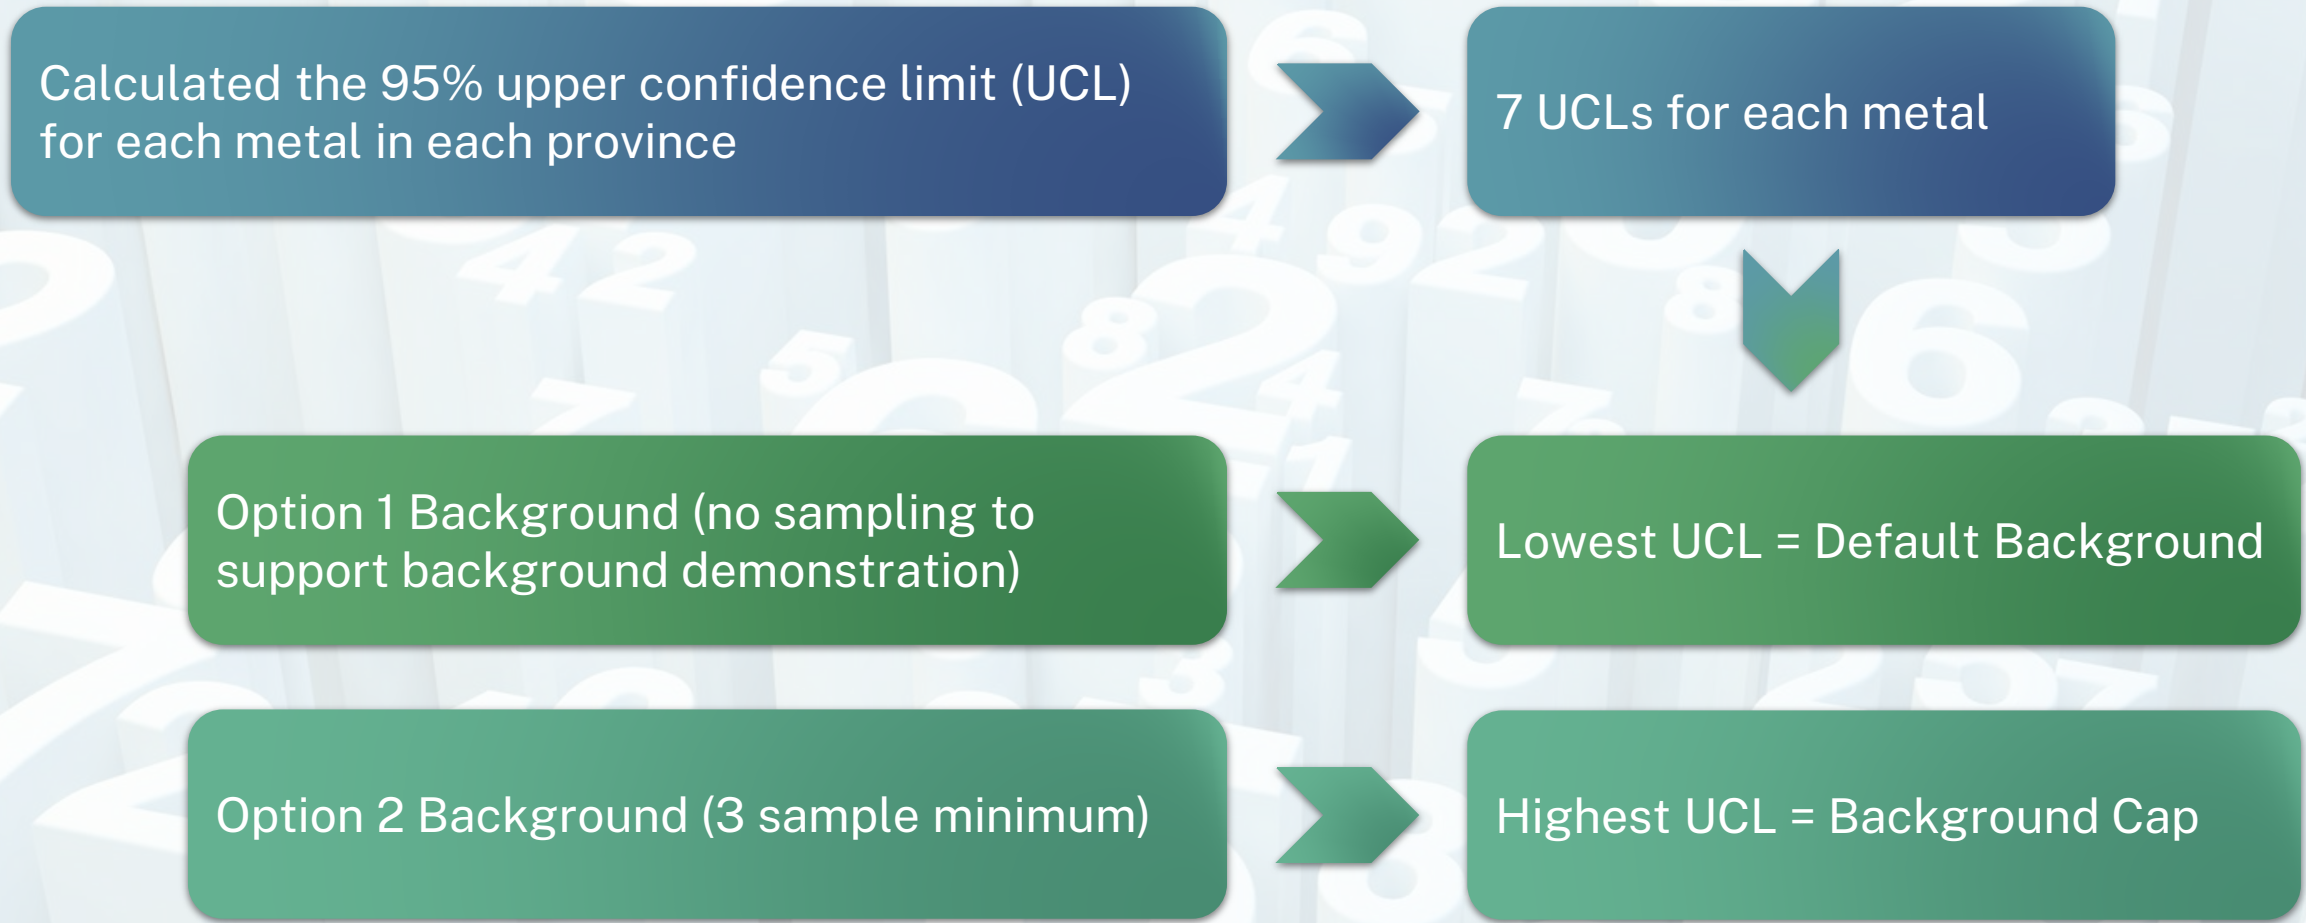 Calculated the 95% upper confidence limit (UCL)
for each metal in each province
7 UCLs for each metal
Option 1 Background (no sampling to
support background demonstration)
Lowest UCL = Default Background
Option 2 Background (3 sample minimum)
Highest UCL = Background Cap